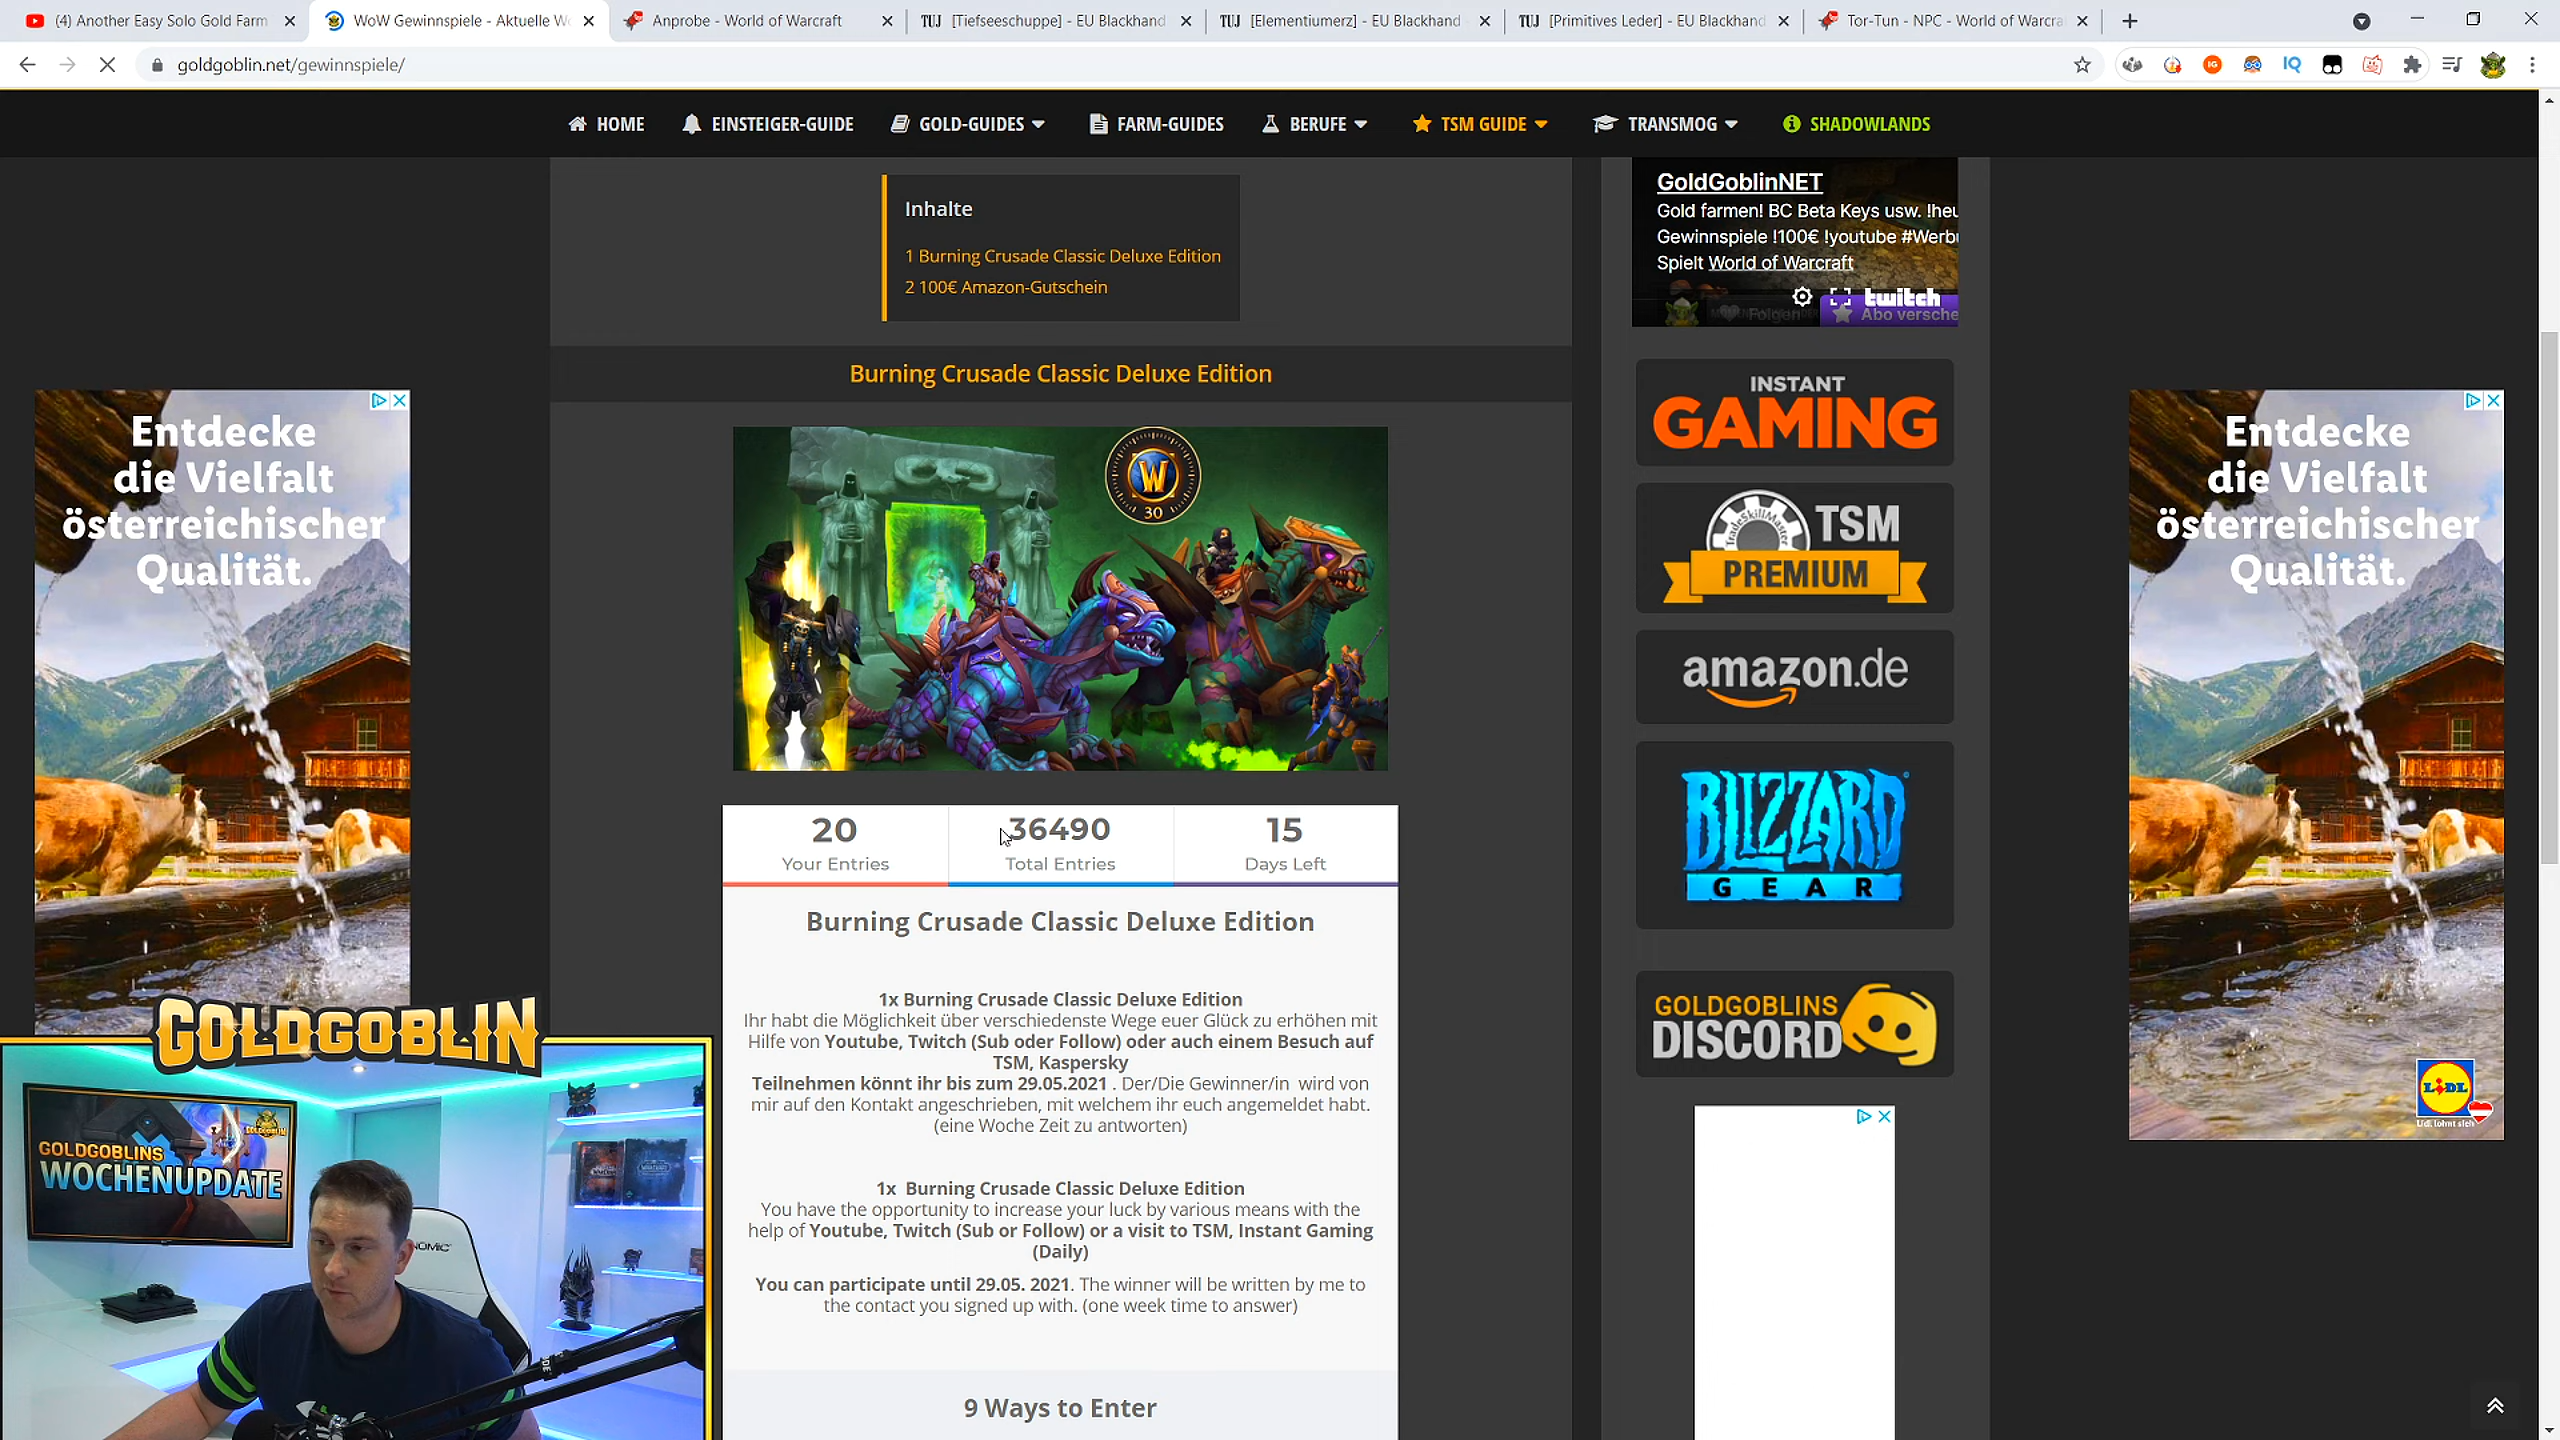 (4) Another Easy Solo Gold Farm
WoW Gewinnspiele - Aktuelle W
Anprobe - World of Warcraft
TUJ [Tiefseeschuppe] - EU Blackhand
TUJ [Elementiumerz] - EU Blackhand
TUJ [Primitives Leder] - EU Blackhand
Tor-Tun - NPC - World of Warcra
goldgoblin.net/gewinnspiele/
HOME
EINSTEIGER-GUIDE
GOLD-GUIDES
FARM-GUIDES
BERUFE
TSM GUIDE
TRANSMOG
SHADOWLANDS
Inhalte
1 Burning Crusade Classic Deluxe Edition
2 100€ Amazon-Gutschein
GoldGoblinNET
Gold farmen! BC Beta Keys usw. !heu
Gewinnspiele !100€ !youtube #Werb
Spielt World of Warcraft
twitch
Folgen
Abo versche
Burning Crusade Classic Deluxe Edition
W
30
20
Your Entries
36490
Total Entries
15
Days Left
Burning Crusade Classic Deluxe Edition
1x Burning Crusade Classic Deluxe Edition
Ihr habt die Möglichkeit über verschiedenste Wege euer Glück zu erhöhen mit
Hilfe von Youtube, Twitch (Sub oder Follow) oder auch einem Besuch auf
TSM, Kaspersky
Teilnehmen könnt ihr bis zum 29.05.2021 . Der/Die Gewinner/in wird von
mir auf den Kontakt angeschrieben, mit welchem ihr euch angemeldet habt.
(eine Woche Zeit zu antworten)
1x Burning Crusade Classic Deluxe Edition
You have the opportunity to increase your luck by various means with the
help of Youtube, Twitch (Sub or Follow) or a visit to TSM, Instant Gaming
(Daily)
You can participate until 29.05. 2021. The winner will be written by me to
the contact you signed up with. (one week time to answer)
9 Ways to Enter
INSTANT
GAMING
TradeSkillMaster
TSM
PREMIUM
amazon.de
BLIZZARD
GEAR
GOLDGOBLINS
DISCORD
Entdecke
die Vielfalt
österreichischer
Qualität.
Entdecke
die Vielfalt
österreichischer
Qualität.
LIDL
Lidl lohnt sich
GOLDGOBLIN
GOLDGOBLINS
WOCHENUPDATE